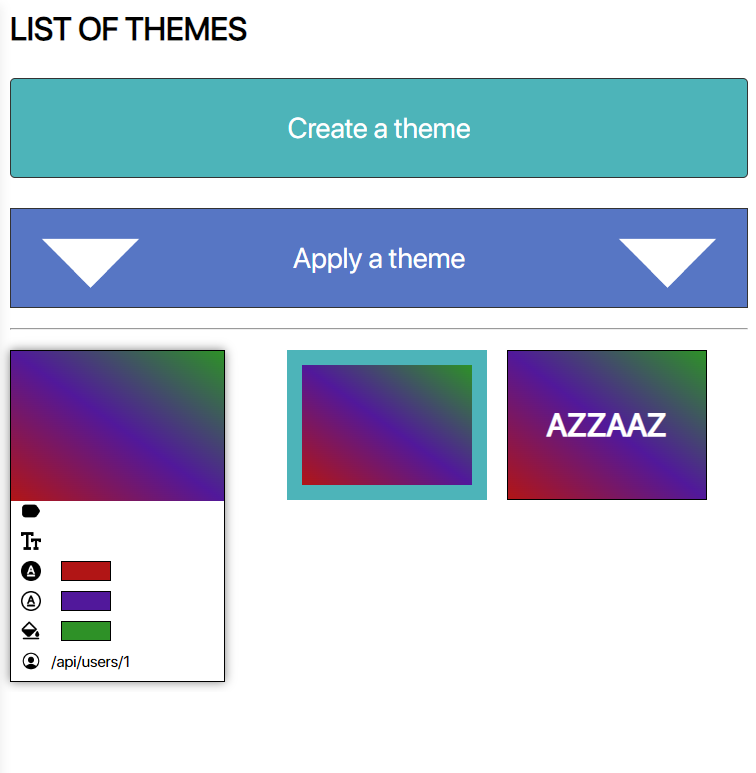 LIST OF THEMES
Create a theme
Apply a theme
AZZAAZ
/api/users/1